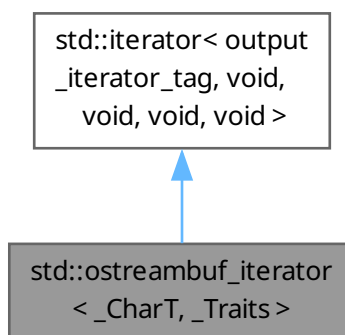 std::iterator< output
_iterator_tag, void,
void, void, void >
std::ostreambuf_iterator
< _CharT, _Traits >